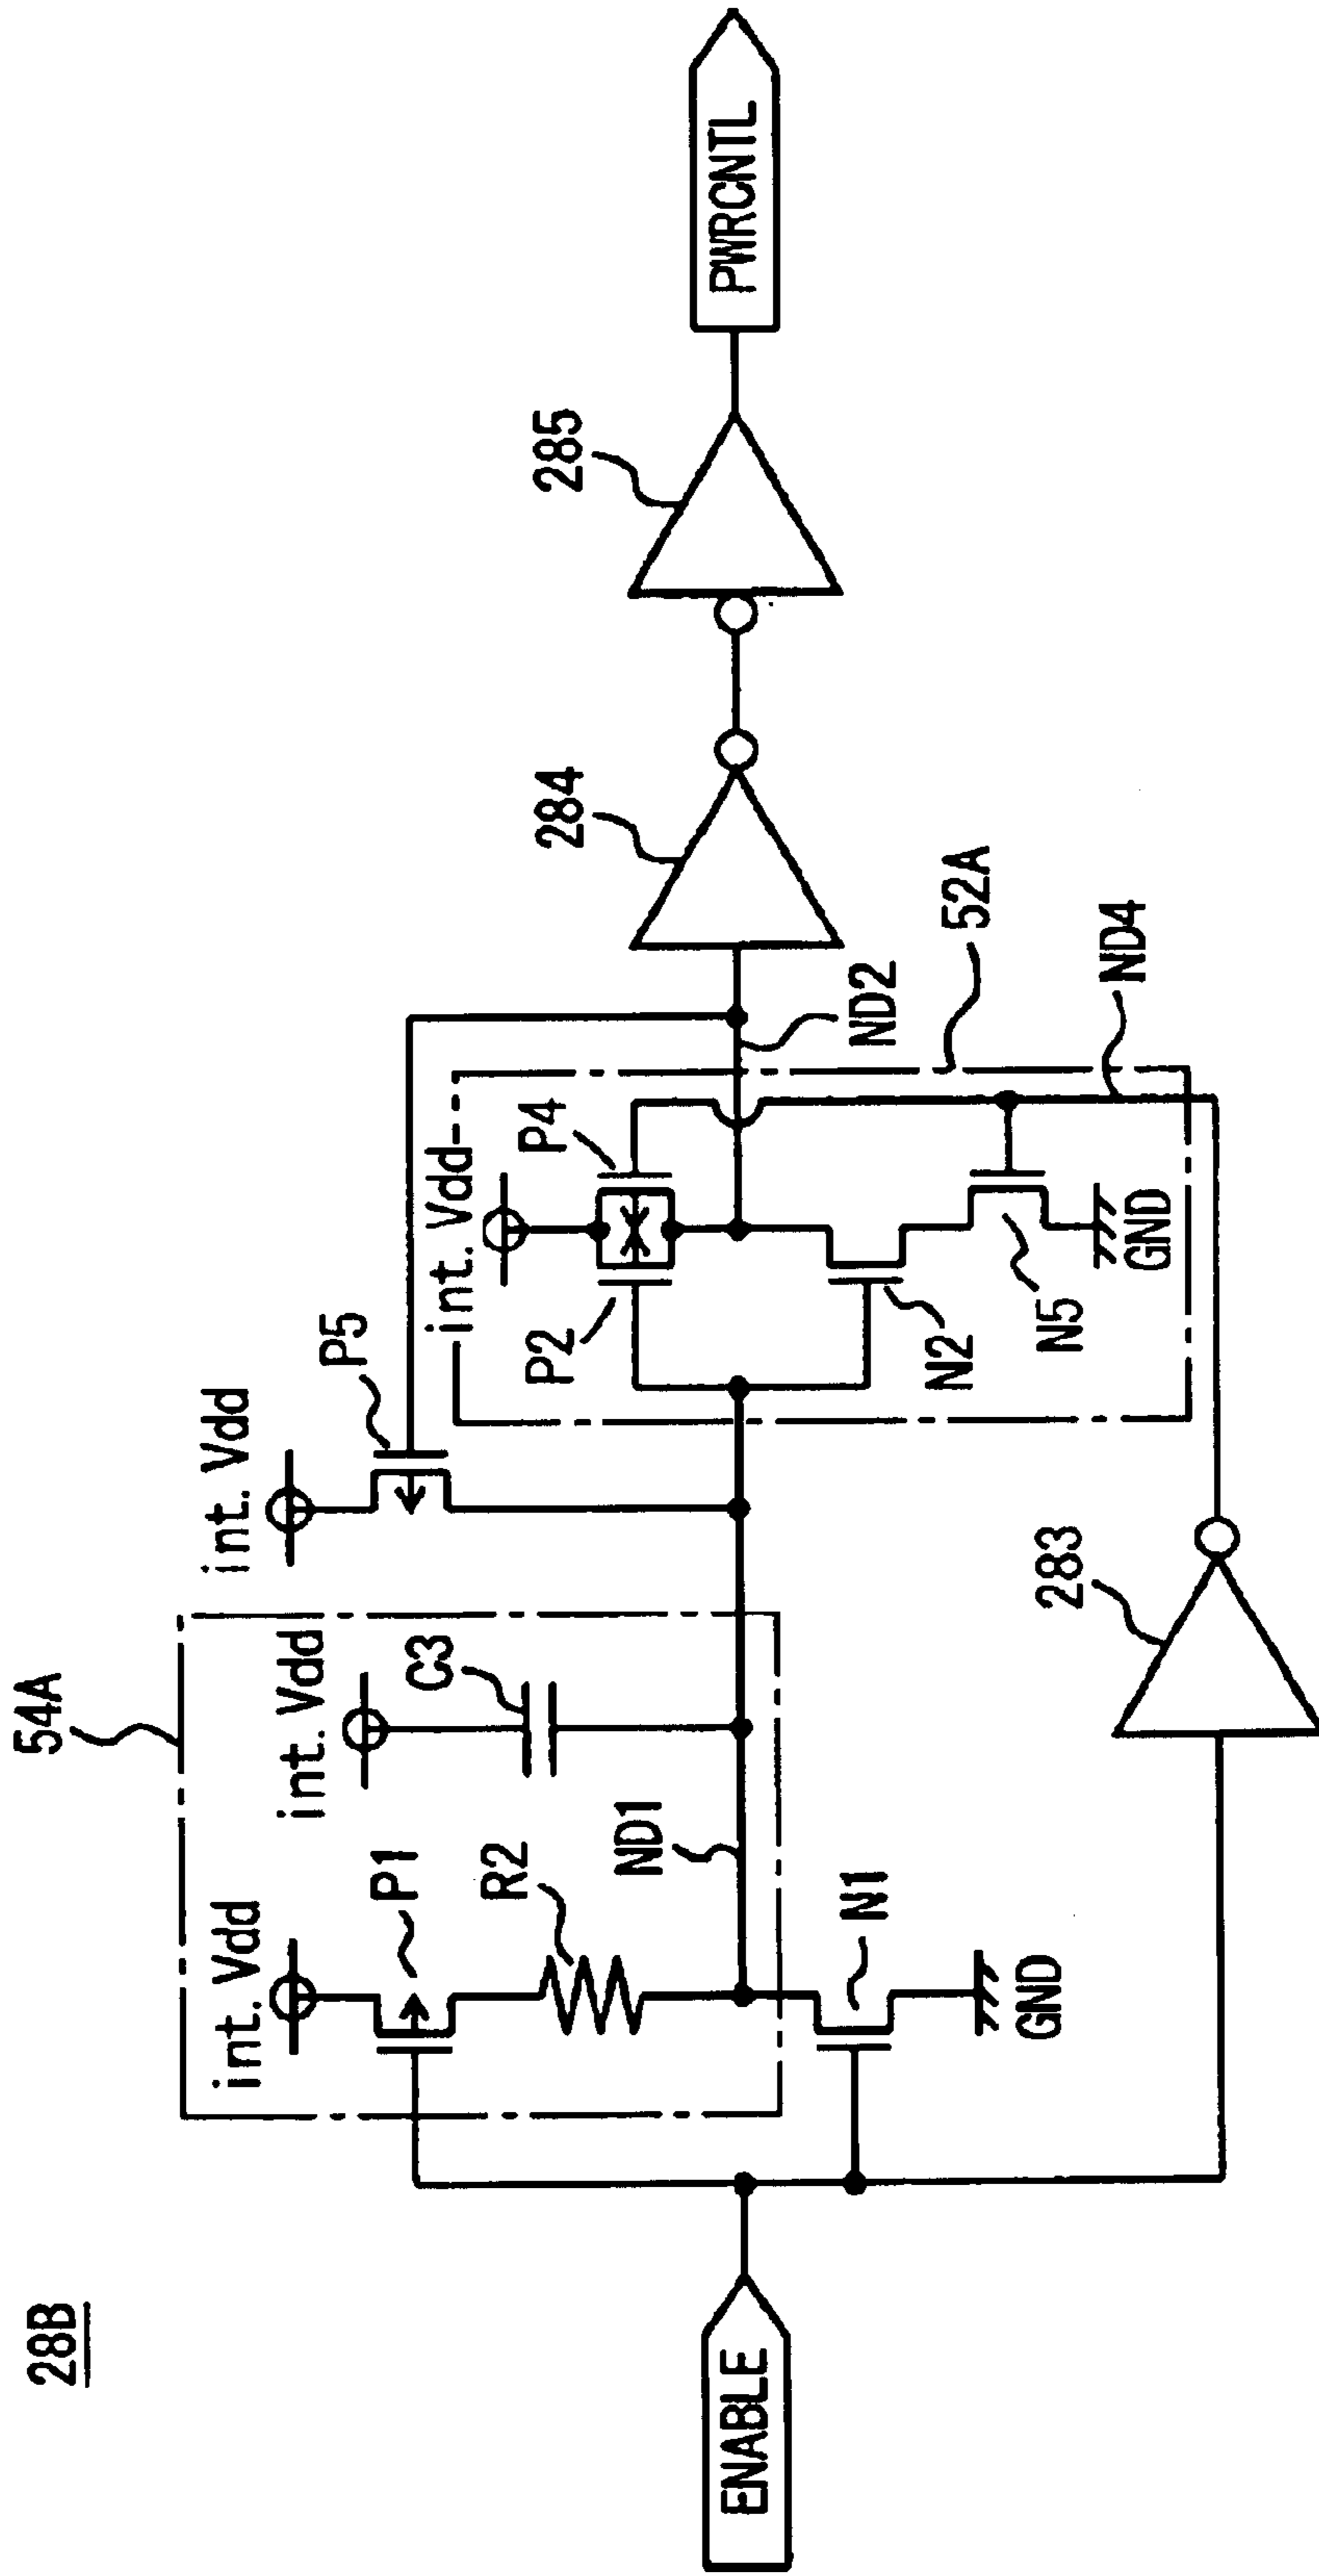 28B
54A
int. Vdd
P1
R2
int. Vdd
C3
ND1
N1
GND
ENABLE
int. Vdd
P5
int. Vdd
P2
P4
N2
N5
GND
283
ND2
52A
ND4
284
285
PWRCNTL